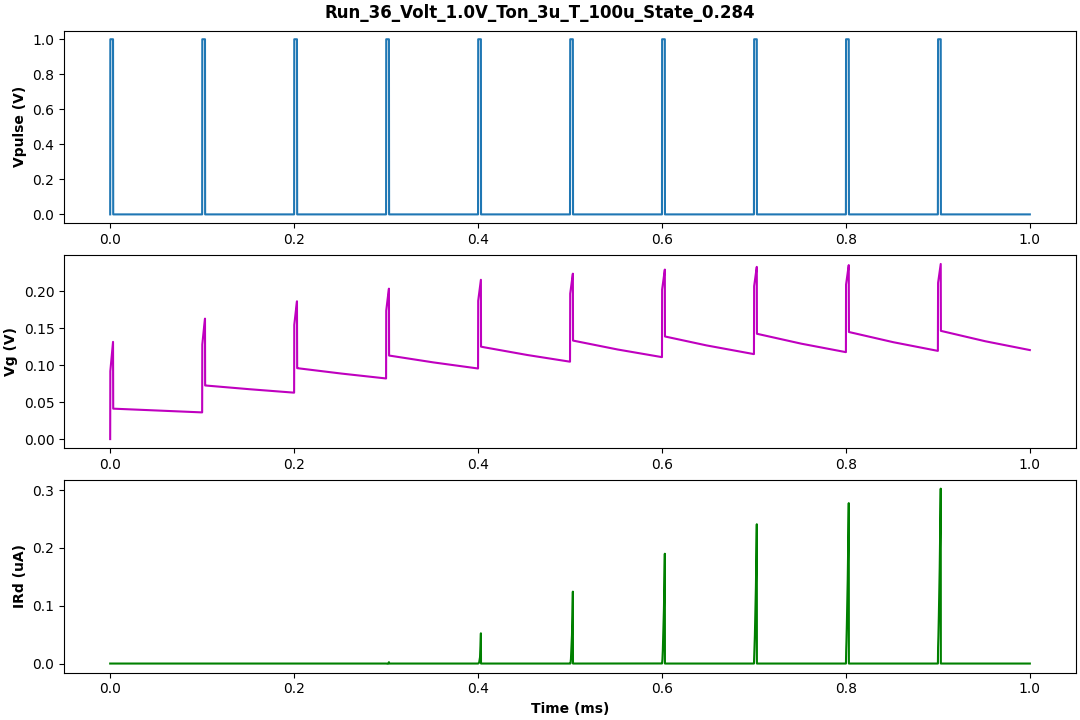 Run_36_Volt_1.0V_Ton_3u_T_100u_State_0.284
Vpulse (V)
1.0
0.8
0.6
0.4
0.2
0.0
0.0 0.2 0.4 0.6 0.8 1.0
Vg (V)
0.20
0.15
0.10
0.05
0.00
0.0 0.2 0.4 0.6 0.8 1.0
IRd (uA)
0.3
0.2
0.1
0.0
0.0 0.2 0.4 0.6 0.8 1.0
Time (ms)